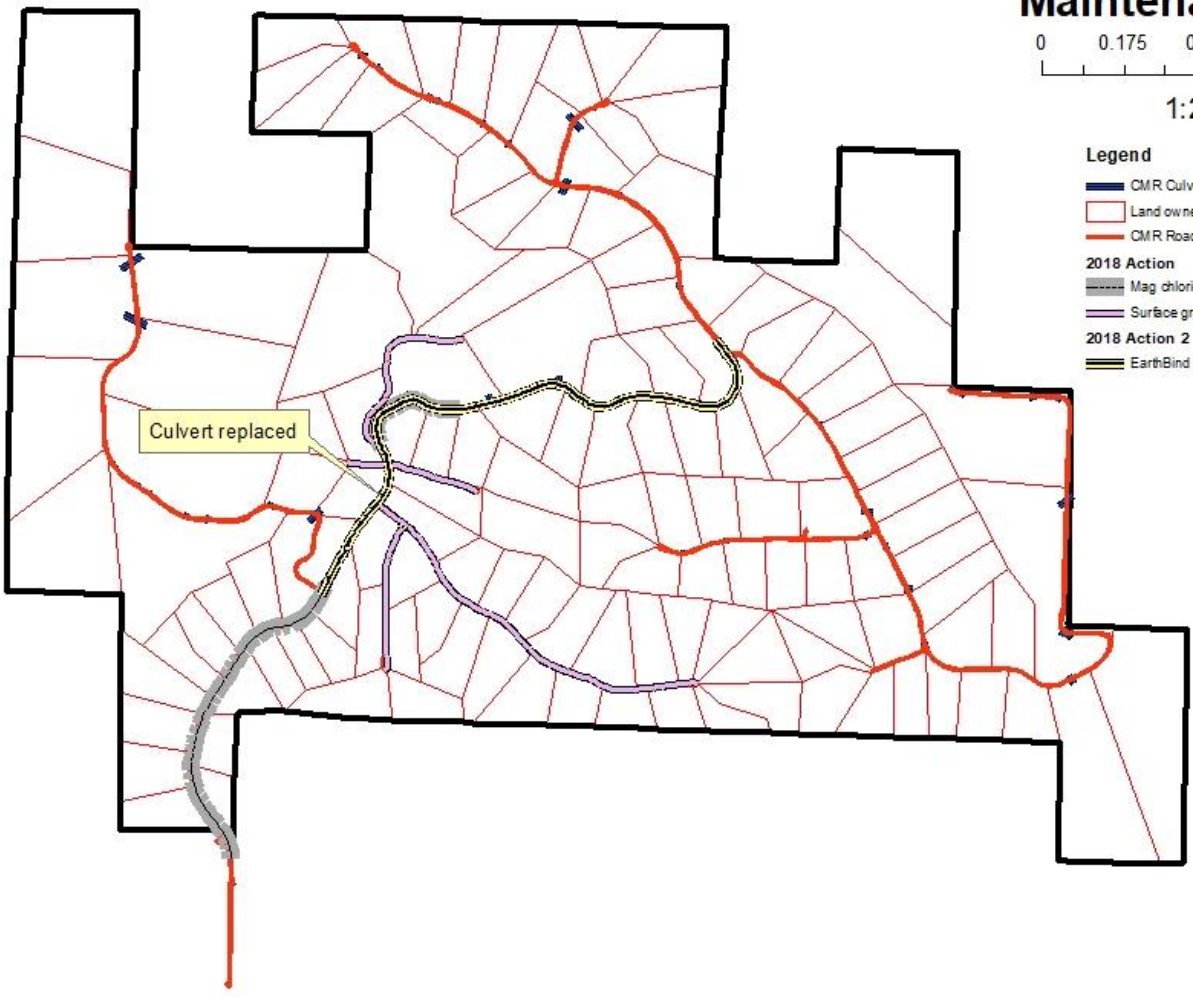 Maintena
0 0.175 0
1:2
Legend
CMR Culv
Land owne
CMR Road
2018 Action
Mag chlori
Surface gr
2018 Action 2
EarthBind
Culvert replaced